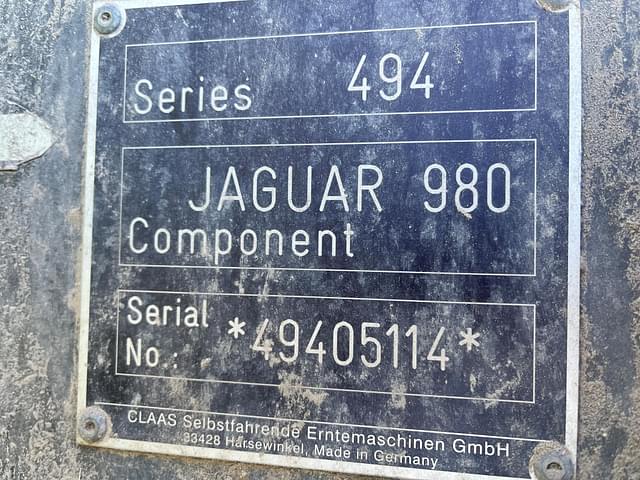 Series 494
JAGUAR 980
Component
Serial
No.: *49405114*
CLAAS Selbstfahrende Erntemaschinen GmbH
33428 Harsewinkel, Made in Germany